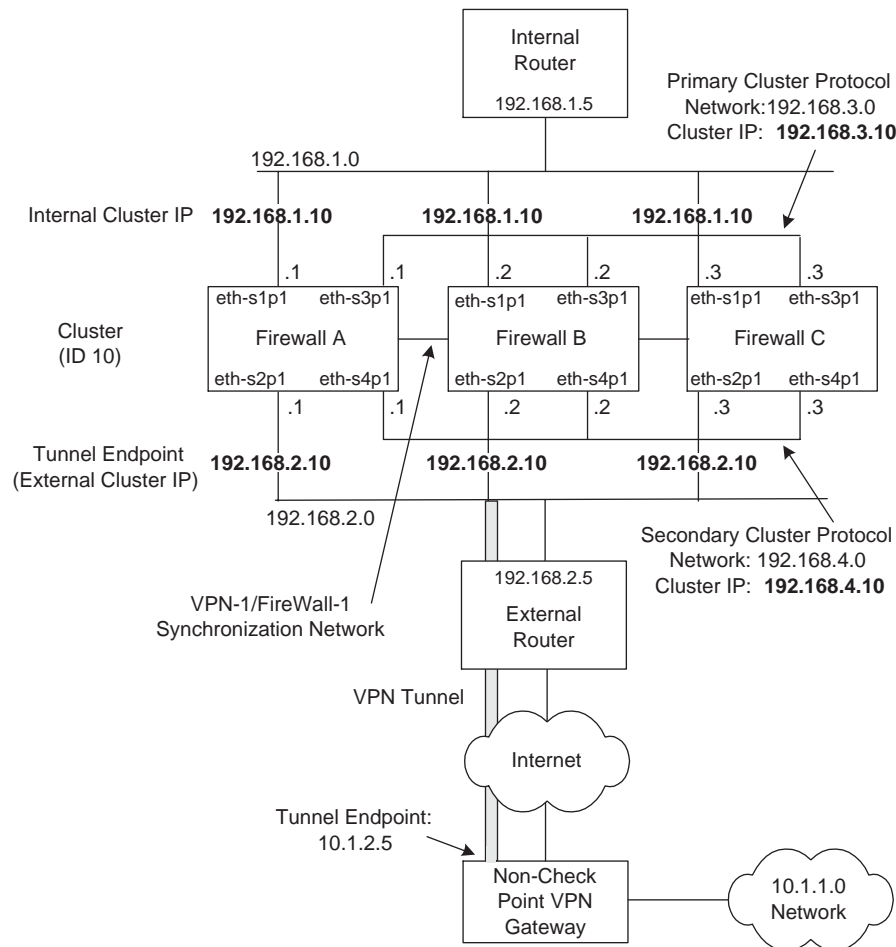 Internal
Router
192.168.1.5
Primary Cluster Protocol
Network:192.168.3.0
Cluster IP: 192.168.3.10
192.168.1.0
Internal Cluster IP 192.168.1.10 192.168.1.10 192.168.1.10
.1 .1 .2 .2 .3 .3
eth-s1p1 eth-s3p1 eth-s1p1 eth-s3p1 eth-s1p1 eth-s3p1
Cluster
(ID 10)
Firewall A Firewall B Firewall C
eth-s2p1 eth-s4p1 eth-s2p1 eth-s4p1 eth-s2p1 eth-s4p1
.1 .1 .2 .2 .3 .3
Tunnel Endpoint
(External Cluster IP)
192.168.2.10 192.168.2.10 192.168.2.10
192.168.2.0
Secondary Cluster Protocol
Network: 192.168.4.0
Cluster IP: 192.168.4.10
192.168.2.5
External
Router
VPN-1/FireWall-1
Synchronization Network
VPN Tunnel
Internet
Tunnel Endpoint:
10.1.2.5
Non-Check
Point VPN
Gateway
10.1.1.0
Network